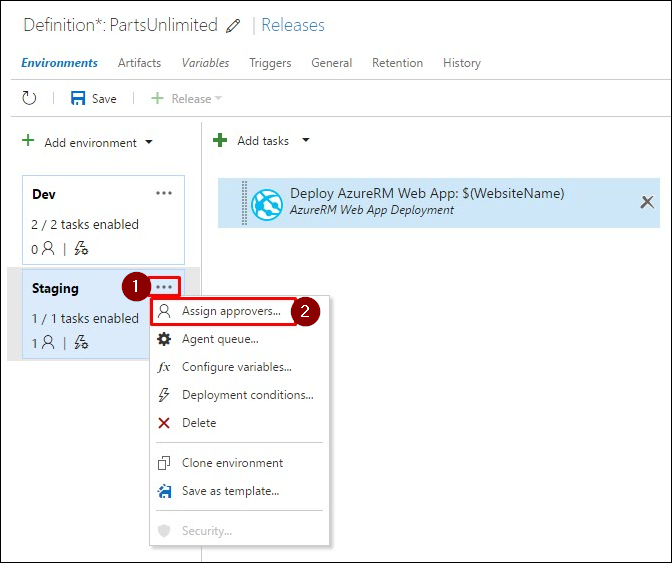 Definition*: PartsUnlimited | Releases
Environments Artifacts Variables Triggers General Retention History
Save Release
Add environment Add tasks
Dev ...
2 / 2 tasks enabled
0 |
Deploy AzureRM Web App: $(WebsiteName)
AzureRM Web App Deployment
Staging 1 ...
1 / 1 tasks enabled
1 |
Assign approvers... 2
Agent queue...
fx Configure variables...
Deployment conditions...
Delete
Clone environment
Save as template...
Security...